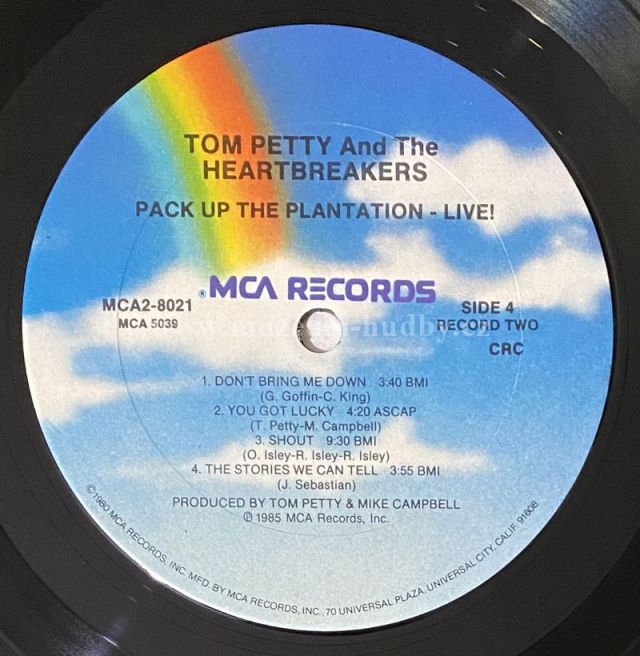 TOM PETTY And The
HEARTBREAKERS
PACK UP THE PLANTATION - LIVE!
MCA RECORDS
MCA2-8021
MCA 5039
SIDE 4
RECORD TWO
CRC
1. DON'T BRING ME DOWN 3:40 BMI
(G. Goffin-C. King)
2. YOU GOT LUCKY 4:20 ASCAP
(T. Petty-M. Campbell)
3. SHOUT 9:30 BMI
(O. Isley-R. Isley-R. Isley)
4. THE STORIES WE CAN TELL 3:55 BMI
(J. Sebastian)
PRODUCED BY TOM PETTY & MIKE CAMPBELL
℗ 1985 MCA Records, Inc.
©1980 MCA RECORDS, INC. MFD. BY MCA RECORDS, INC., 70 UNIVERSAL PLAZA, UNIVERSAL CITY, CALIF. 91608